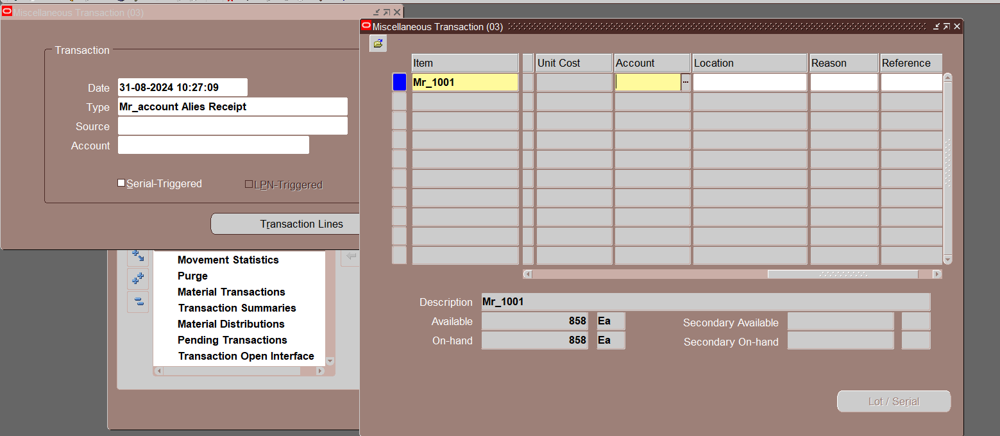 Miscellaneous Transaction (03)
Transaction
Date 31-08-2024 10:27:09
Type Mr_account Alies Receipt
Source
Account
Serial-Triggered LPN-Triggered
Transaction Lines
Movement Statistics
Purge
Material Transactions
Transaction Summaries
Material Distributions
Pending Transactions
Transaction Open Interface
Miscellaneous Transaction (03)
Item Unit Cost Account Location Reason Reference
Mr_1001 ...
Description Mr_1001
Available 858 Ea Secondary Available
On-hand 858 Ea Secondary On-hand
Lot / Serial